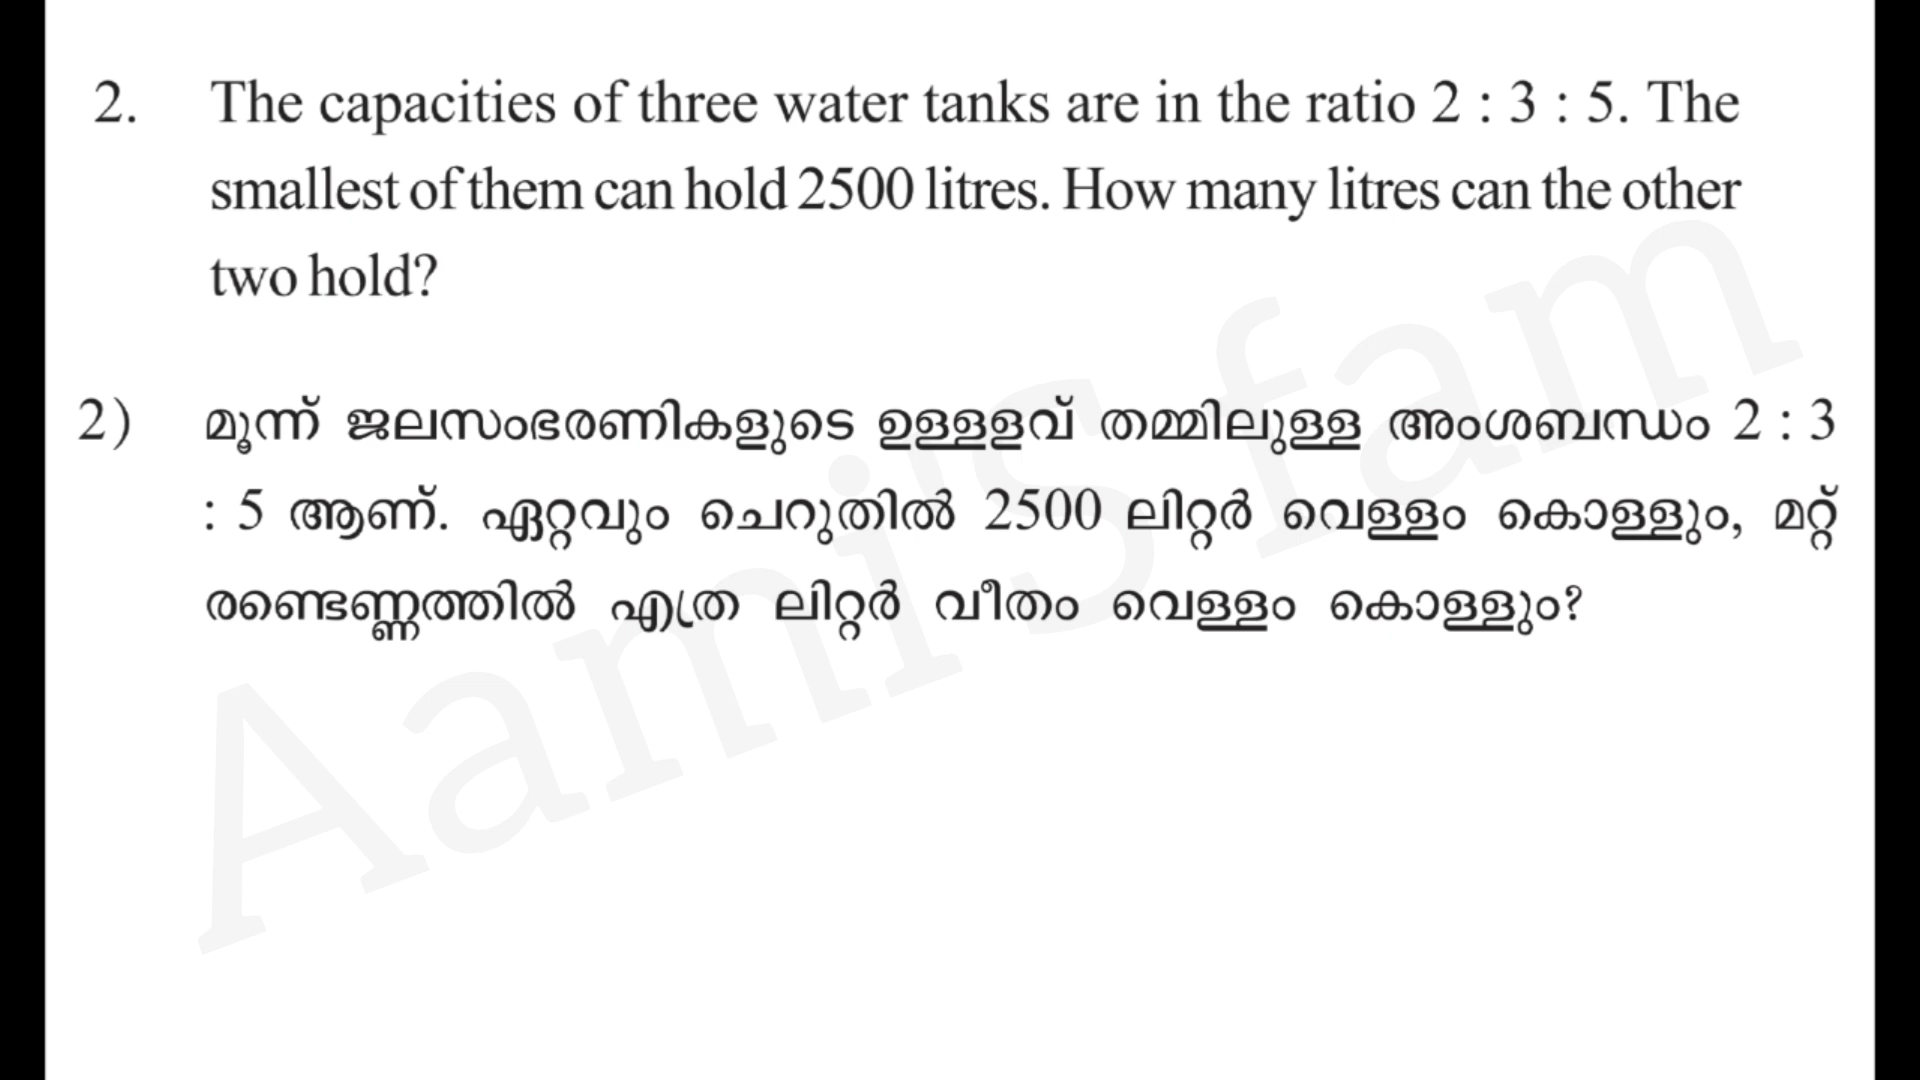 2. The capacities of three water tanks are in the ratio 2 : 3 : 5. The
smallest of them can hold 2500 litres. How many litres can the other
two hold?
2) മൂന്ന് ജലസംഭരണികളുടെ ഉള്ളളവ് തമ്മിലുള്ള അംശബന്ധം 2 : 3
: 5 ആണ്. ഏറ്റവും ചെറുതിൽ 2500 ലിറ്റർ വെള്ളം കൊള്ളും, മറ്റ്
രണ്ടെണ്ണത്തിൽ എത്ര ലിറ്റർ വീതം വെള്ളം കൊള്ളും?
Aami'S fam